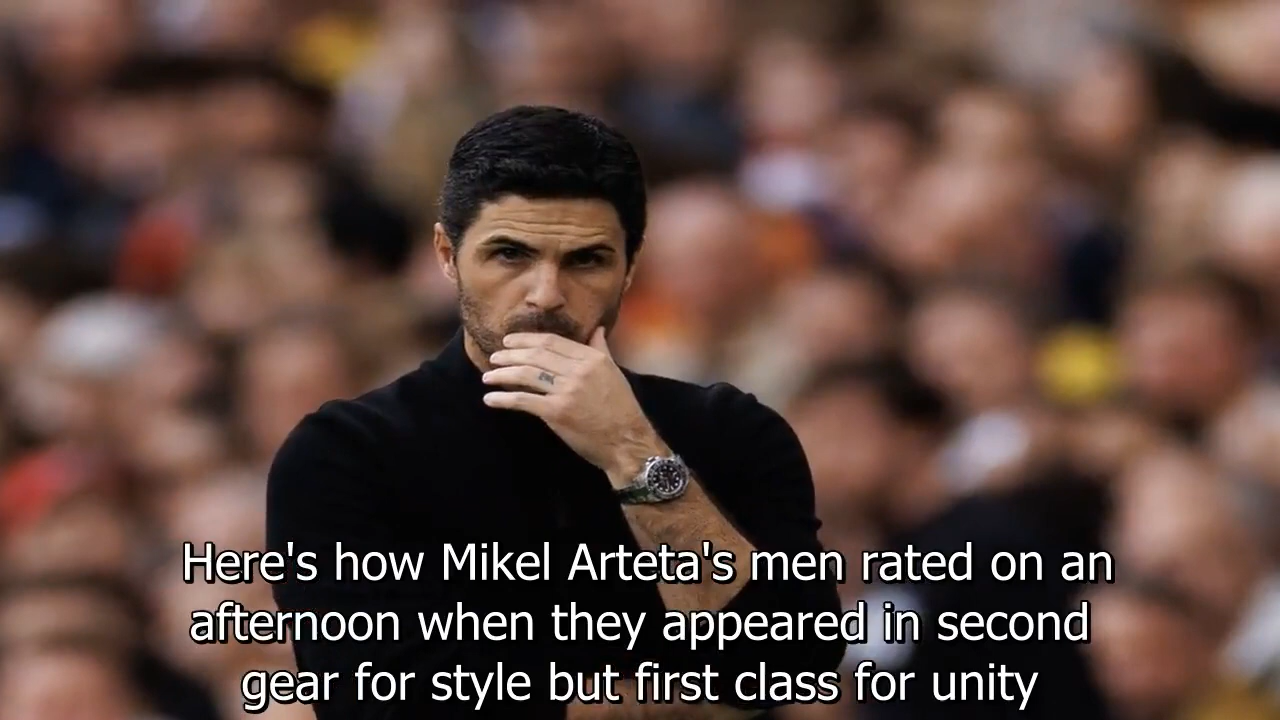 Here's how Mikel Arteta's men rated on an
afternoon when they appeared in second
gear for style but first class for unity